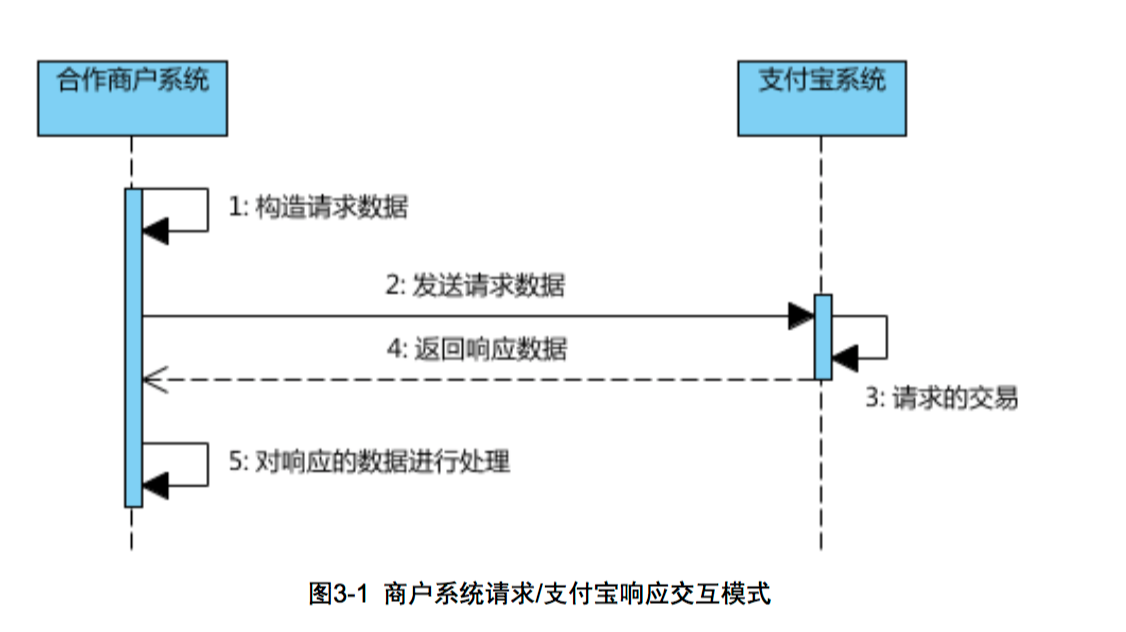 合作商户系统
支付宝系统
1: 构造请求数据
2: 发送请求数据
4: 返回响应数据
3: 请求的交易
5: 对响应的数据进行处理
图3-1 商户系统请求/支付宝响应交互模式